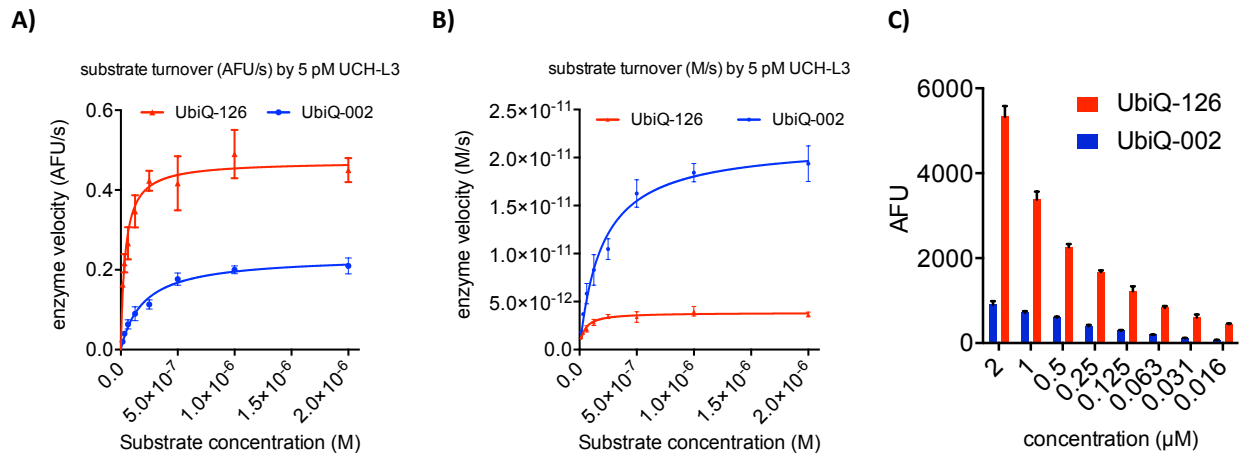 A)
substrate turnover (AFU/s) by 5 pM UCH-L3
UbiQ-126 UbiQ-002
enzyme velocity (AFU/s)
0.6
0.4
0.2
0.0
0.0 5.0×10⁻⁷ 1.0×10⁻⁶ 1.5×10⁻⁶ 2.0×10⁻⁶
Substrate concentration (M)
B)
substrate turnover (M/s) by 5 pM UCH-L3
UbiQ-126 UbiQ-002
enzyme velocity (M/s)
2.5×10⁻¹¹
2.0×10⁻¹¹
1.5×10⁻¹¹
1.0×10⁻¹¹
5.0×10⁻¹²
0.0
0.0 5.0×10⁻⁷ 1.0×10⁻⁶ 1.5×10⁻⁶ 2.0×10⁻⁶
Substrate concentration (M)
C)
UbiQ-126
UbiQ-002
AFU
6000
4000
2000
0
2 1 0.5 0.25 0.125 0.063 0.031 0.016
concentration (µM)